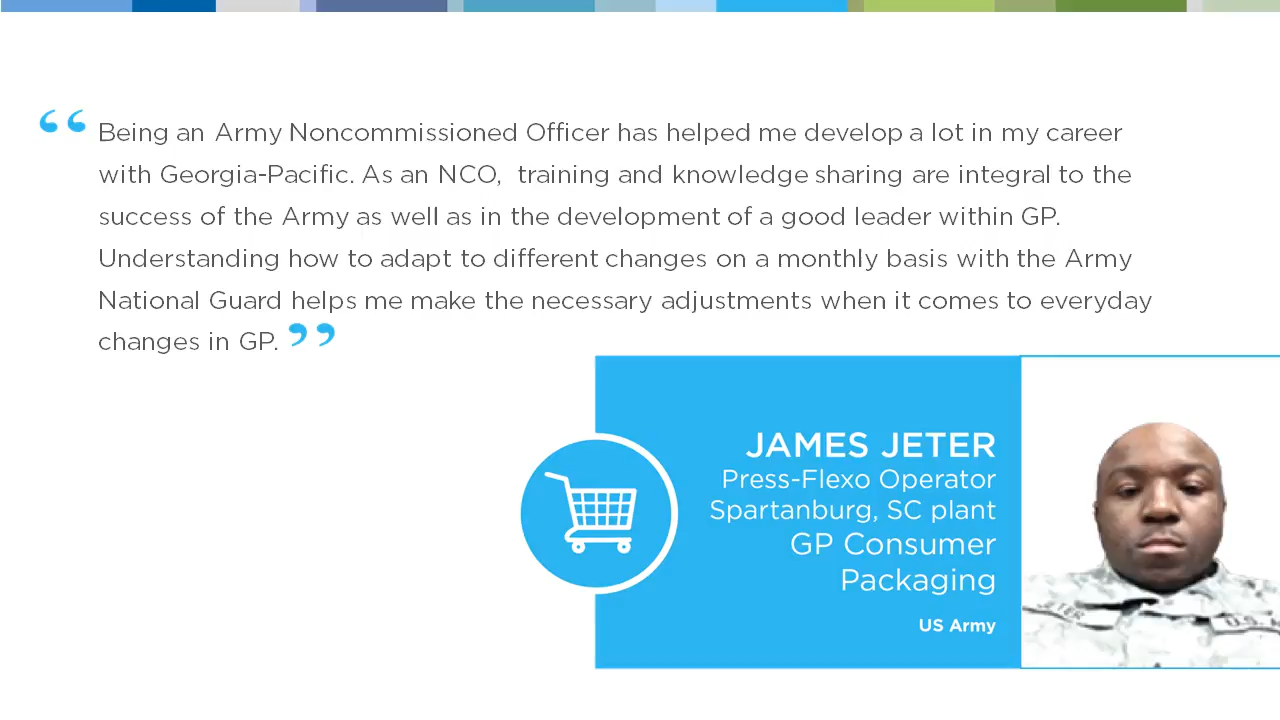 “ Being an Army Noncommissioned Officer has helped me develop a lot in my career
with Georgia-Pacific. As an NCO, training and knowledge sharing are integral to the
success of the Army as well as in the development of a good leader within GP.
Understanding how to adapt to different changes on a monthly basis with the Army
National Guard helps me make the necessary adjustments when it comes to everyday
changes in GP. ”
JAMES JETER
Press-Flexo Operator
Spartanburg, SC plant
GP Consumer
Packaging
US Army
JETER
U.S.